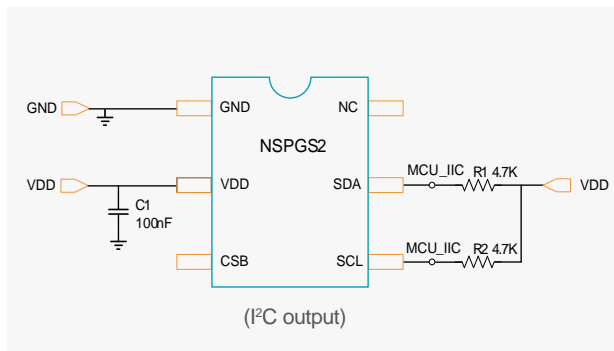 GND
GND
NC
NSPGS2
VDD
VDD
SDA
MCU_IIC
R1 4.7K
VDD
C1
100nF
MCU_IIC
R2 4.7K
CSB
SCL
(I²C output)